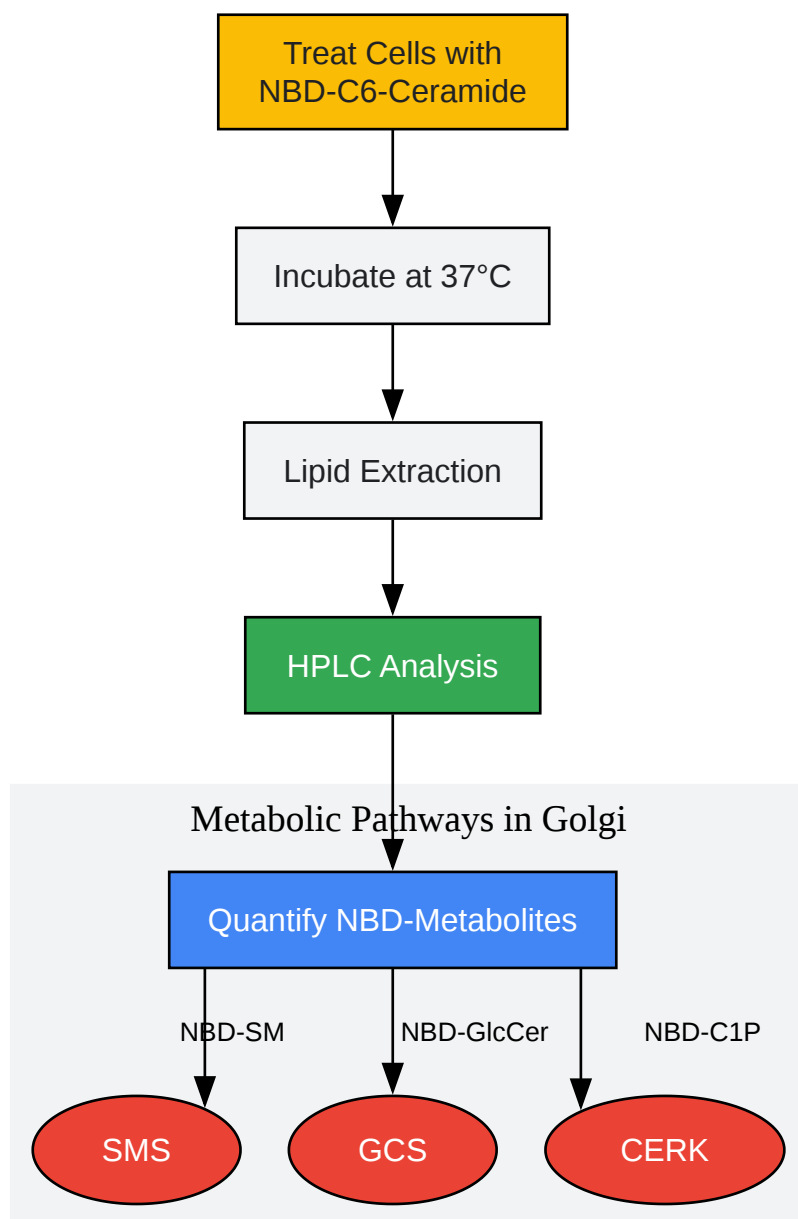 Treat Cells with
NBD-C6-Ceramide
Incubate at 37°C
Lipid Extraction
HPLC Analysis
Metabolic Pathways in Golgi
Quantify NBD-Metabolites
NBD-SM
NBD-GlcCer
NBD-C1P
SMS
GCS
CERK